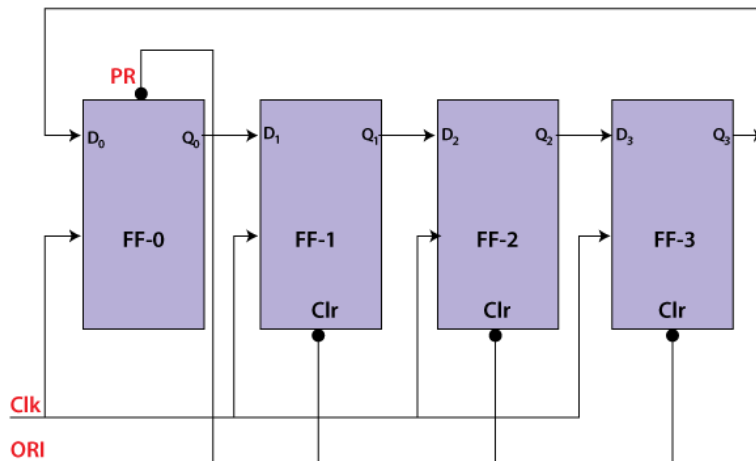 PR
D₀ Q₀ D₁ Q₁ D₂ Q₂ D₃ Q₃
FF-0 FF-1 FF-2 FF-3
Clr Clr Clr
Clk
ORI